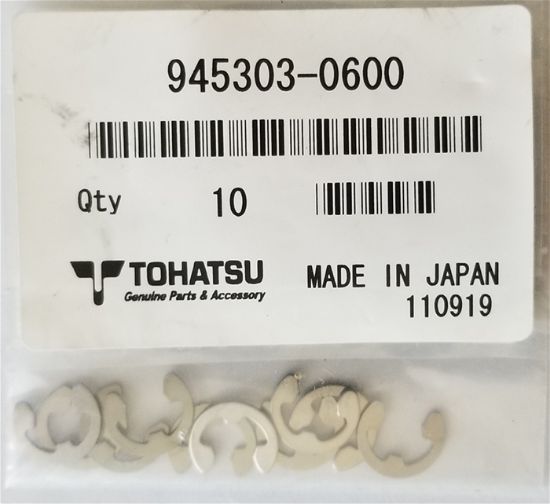 945303-0600
Qty 10
TOHATSU
Genuine Parts & Accessory
MADE IN JAPAN
110919